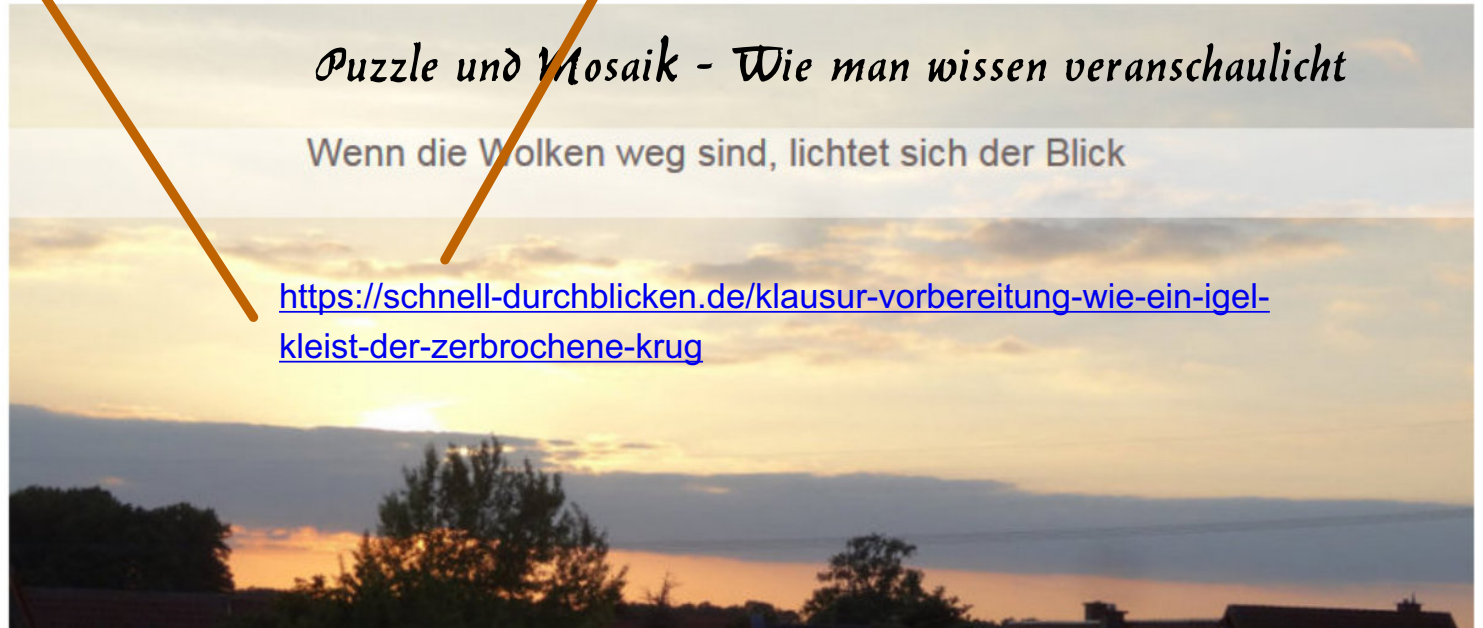 Puzzle und Mosaik - Wie man wissen veranschaulicht
Wenn die Wolken weg sind, lichtet sich der Blick
https://schnell-durchblicken.de/klausur-vorbereitung-wie-ein-igel-
kleist-der-zerbrochene-krug